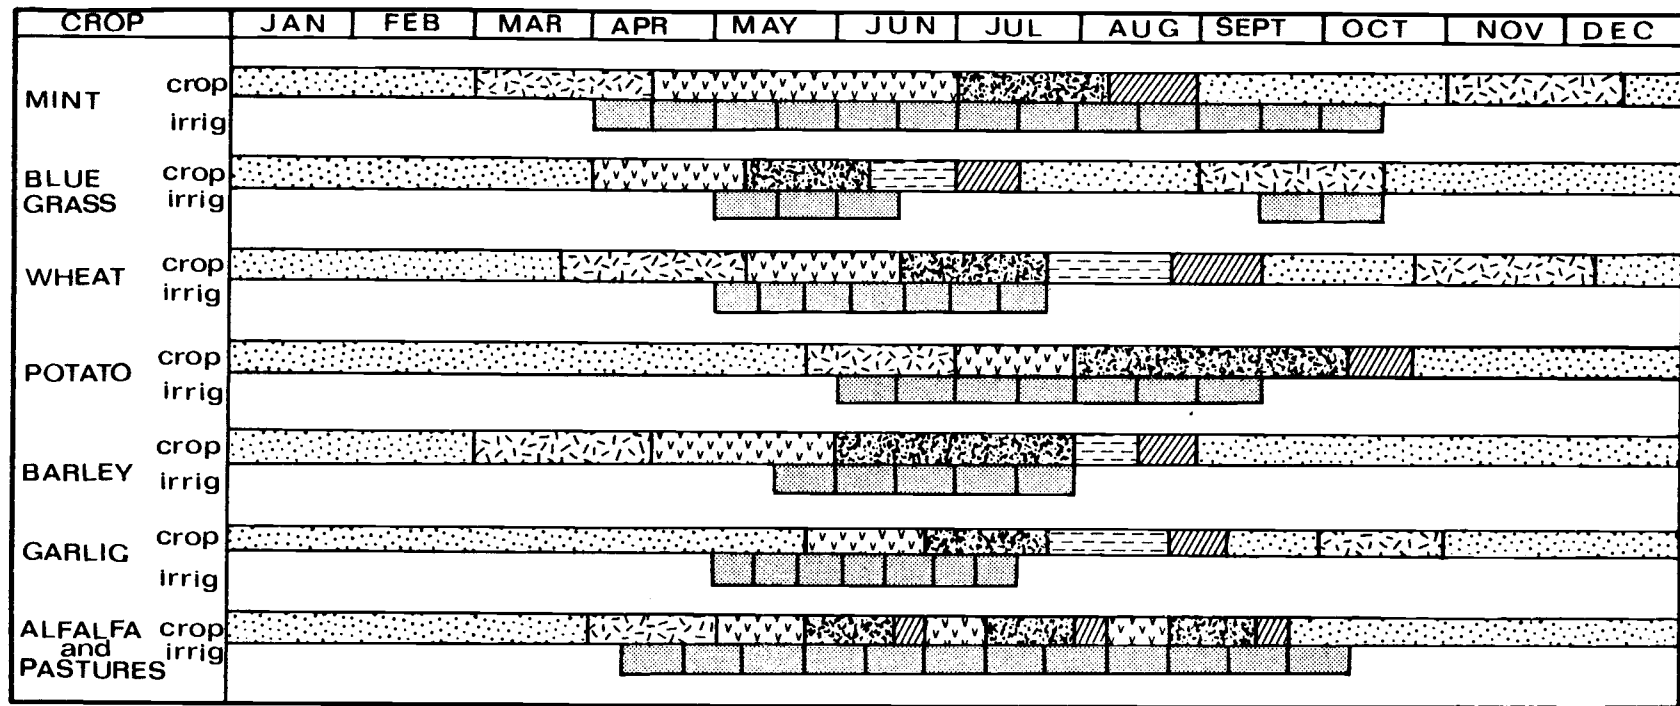 CROP JAN FEB MAR APR MAY JUN JUL AUG SEPT OCT NOV DEC
MINT crop
irrig
BLUE crop
GRASS irrig
WHEAT crop
irrig
POTATO crop
irrig
BARLEY crop
irrig
GARLIC crop
irrig
ALFALFA crop
and irrig
PASTURES